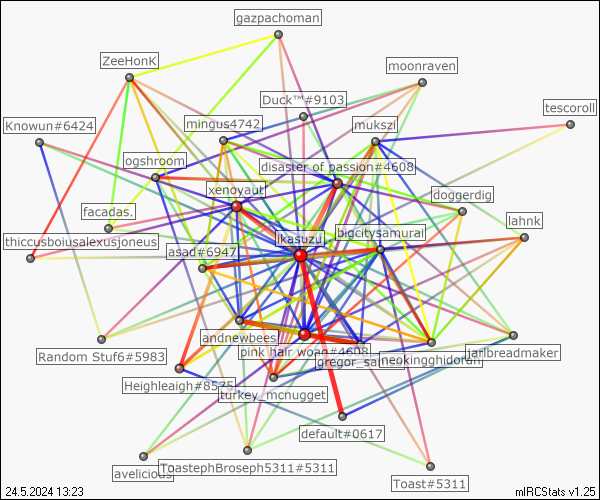 gazpachoman
ZeeHonK
moonraven
Duck™#9103
tescoroll
Knowun#6424
mingus4742
mukszi
ogshroom
disaster of passion#4608
xenoyaut
doggerdig
facadas.
lahnk
ikasuzu.
bigcitysamurai
thiccusboiusalexusjoneus
asad#6947
andnewbees
pink hair woag#4608
Random Stuf6#5983
gregor_sa
neokingghidorah
jarlbreadmaker
Heighleaigh#8575
turkey_mcnugget
default#0617
avelicious
ToastephBroseph5311#5311
Toast#5311
24.5.2024 13:23
mIRCStats v1.25